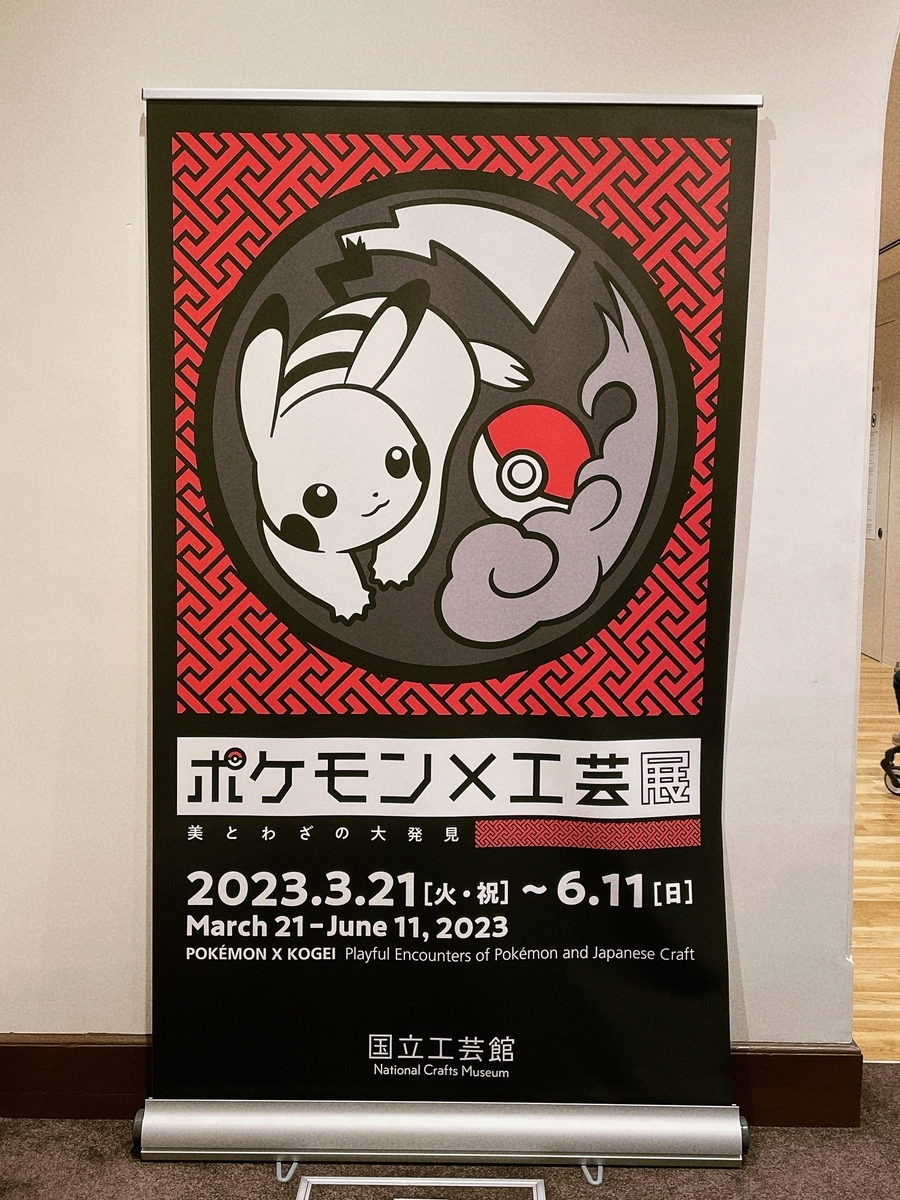 ポケモン×工芸展
美とわざの大発見
2023.3.21[火・祝]~6.11[日]
March 21–June 11, 2023
POKÉMON X KOGEI Playful Encounters of Pokémon and Japanese Craft
国立工芸館
National Crafts Museum